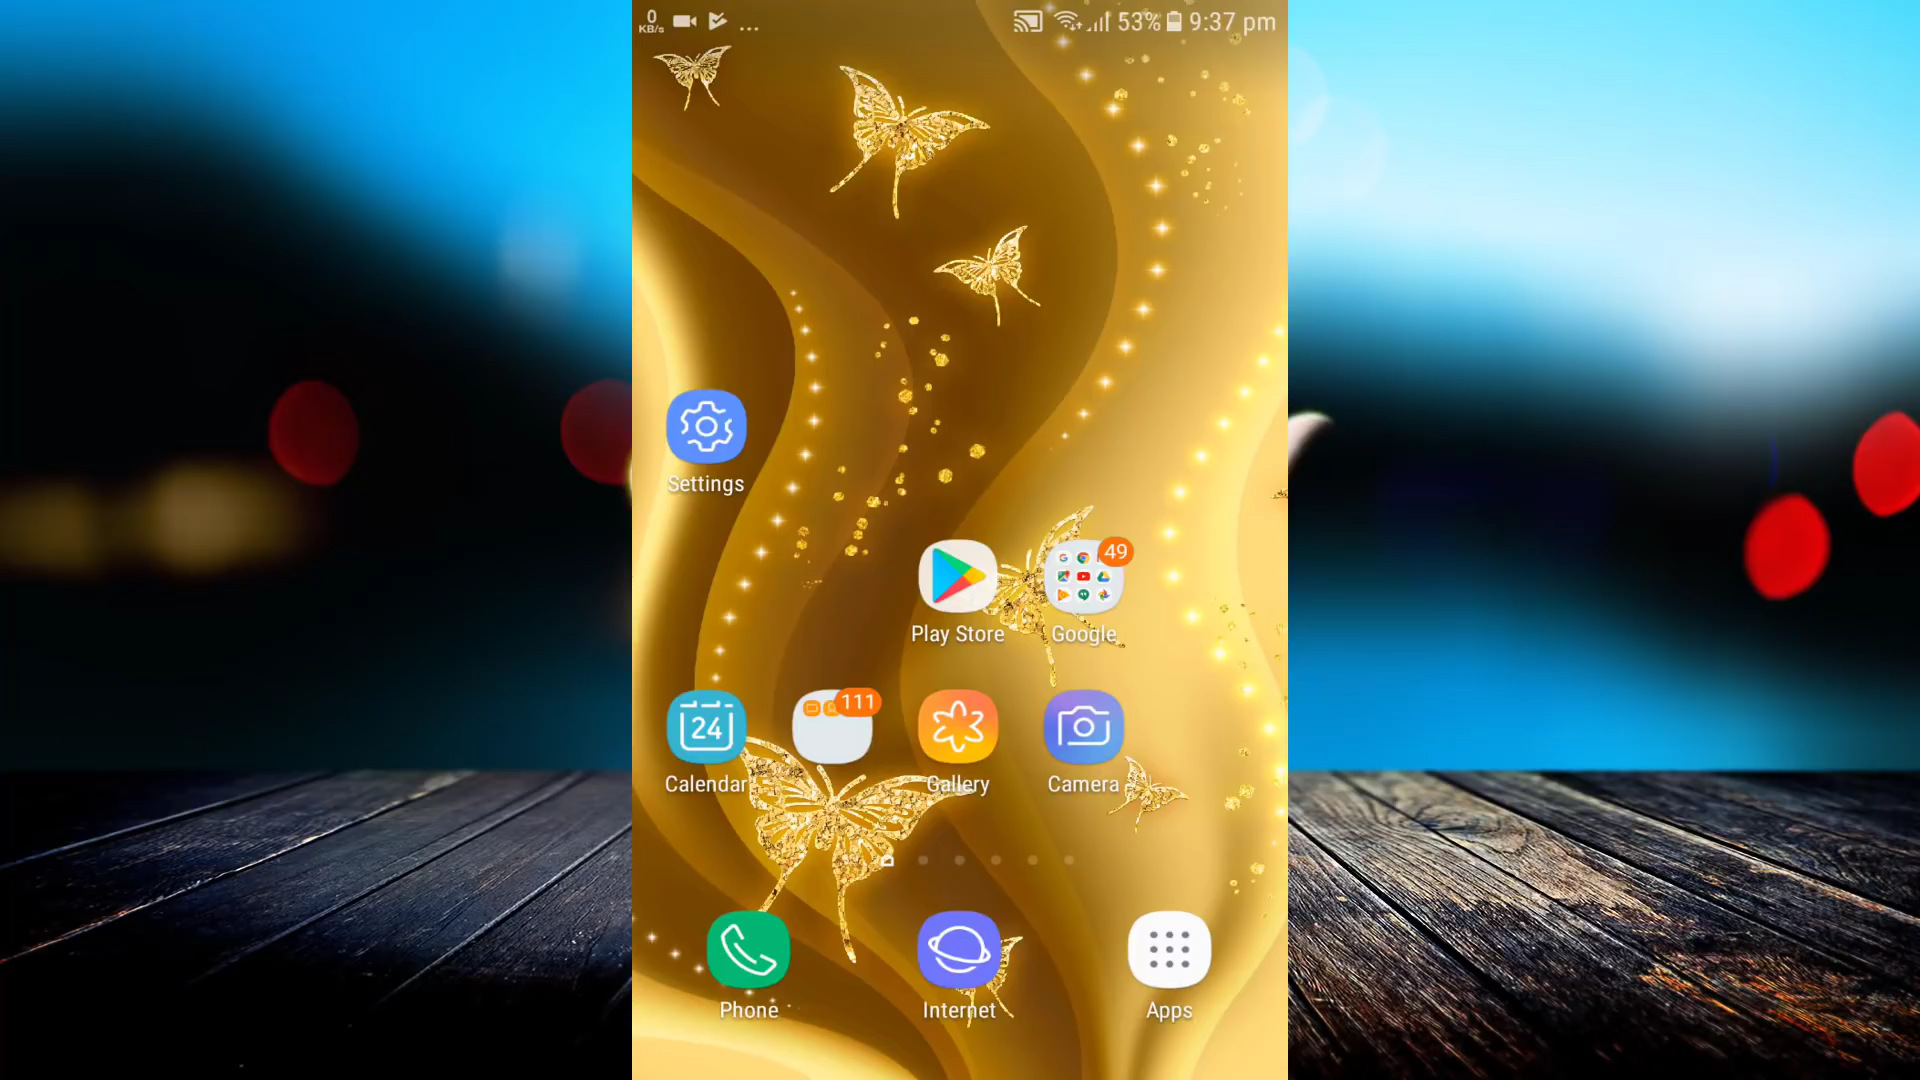 0
KB/s
...
53% 9:37 pm
Settings
49
Play Store
Google
24
111
Calendar
Gallery
Camera
Phone
Internet
Apps